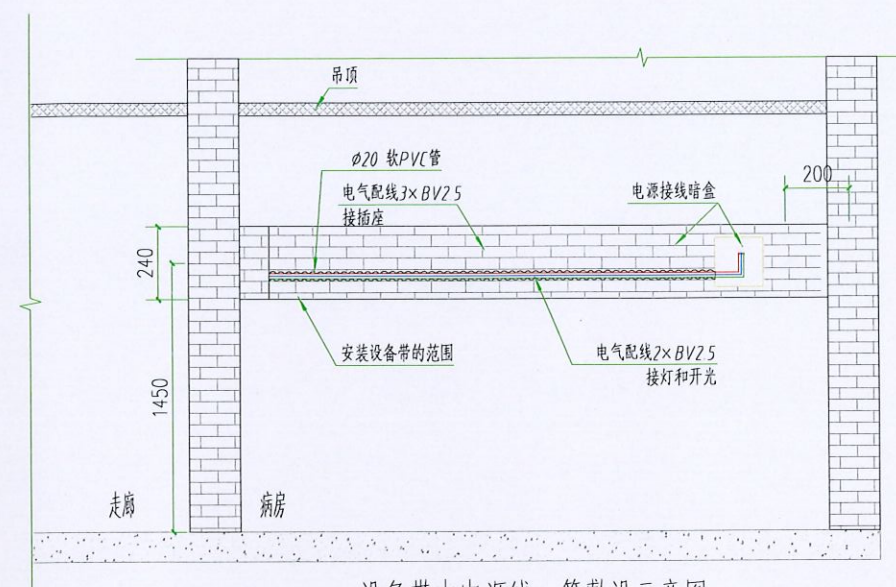 吊顶
φ20 软PVC管
电气配线3×BV2 5
接插座
电源接线暗盒
200
240
安装设备带的范围
电气配线2×BV2.5
接灯和开光
1450
走廊
病房